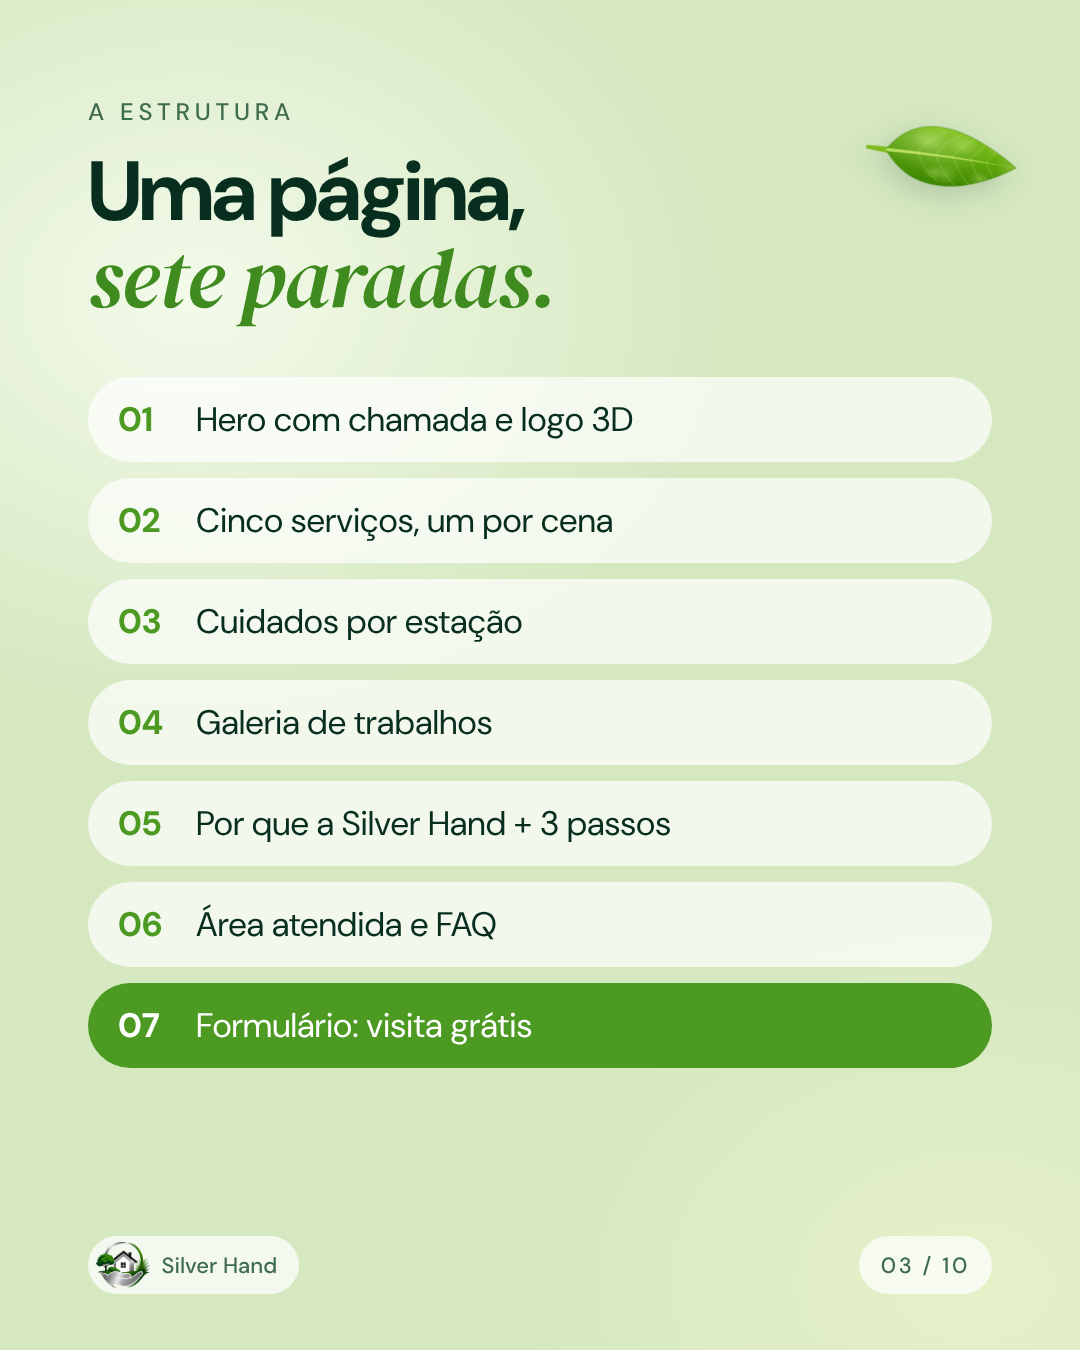 A ESTRUTURA
Uma página,
sete paradas.
01 Hero com chamada e logo 3D
02 Cinco serviços, um por cena
03 Cuidados por estação
04 Galeria de trabalhos
05 Por que a Silver Hand + 3 passos
06 Área atendida e FAQ
07 Formulário: visita grátis
Silver Hand
03 / 10